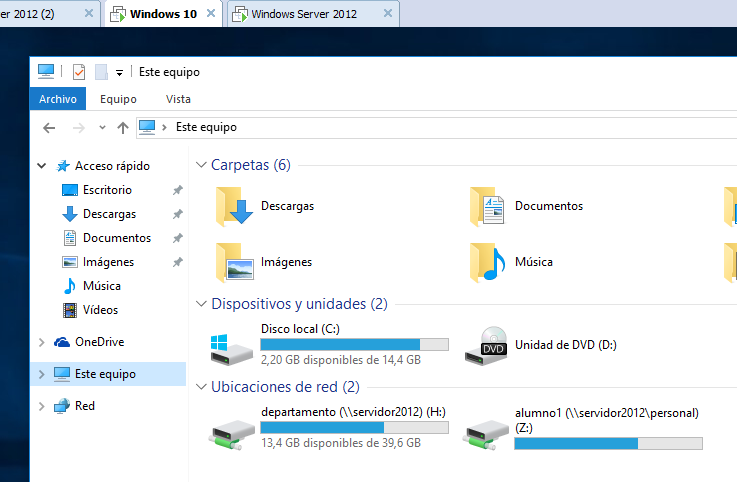 er 2012 (2)
Windows 10
Windows Server 2012
Este equipo
Archivo
Equipo
Vista
Este equipo
Acceso rápido
Escritorio
Descargas
Documentos
Imágenes
Música
Vídeos
OneDrive
Este equipo
Red
Carpetas (6)
Descargas
Documentos
Imágenes
Música
Dispositivos y unidades (2)
Disco local (C:)
2,20 GB disponibles de 14,4 GB
DVD
Unidad de DVD (D:)
Ubicaciones de red (2)
departamento (\\servidor2012) (H:)
13,4 GB disponibles de 39,6 GB
alumno1 (\\servidor2012\personal)
(Z:)